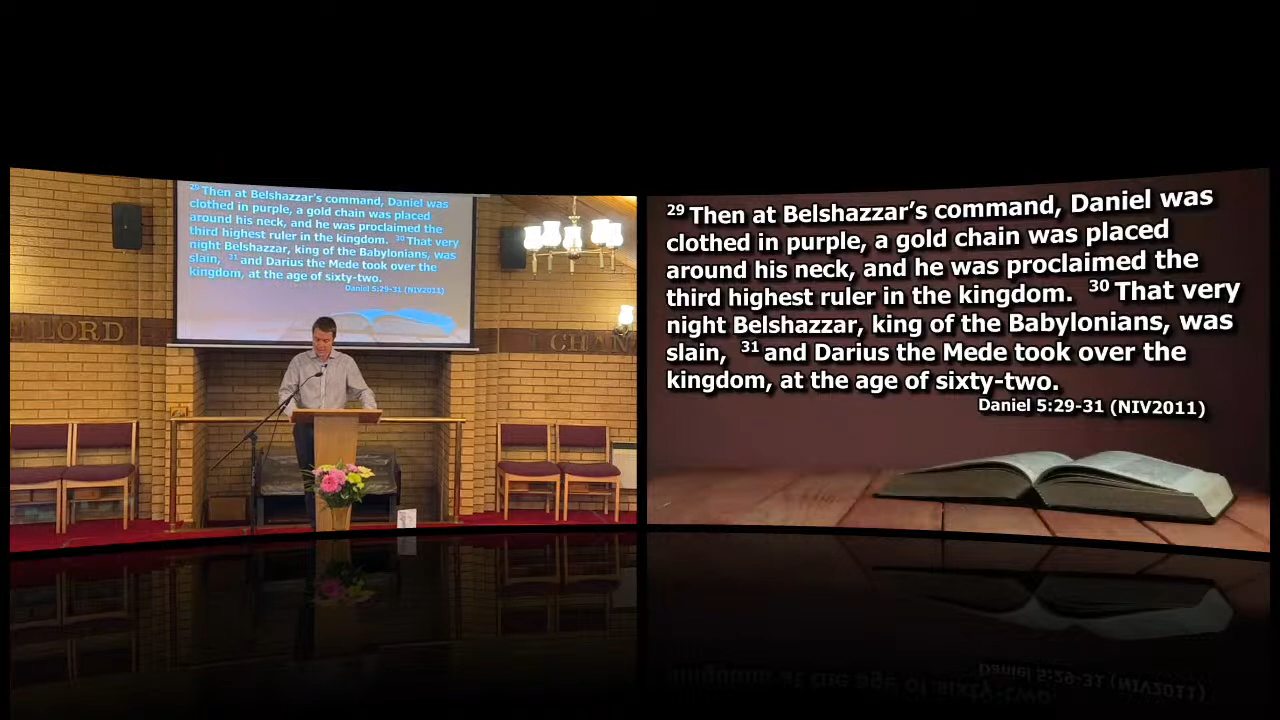 29 Then at Belshazzar's command, Daniel was
clothed in purple, a gold chain was placed
around his neck, and he was proclaimed the
third highest ruler in the kingdom. 30 That very
night Belshazzar, king of the Babylonians, was
slain, 31 and Darius the Mede took over the
kingdom, at the age of sixty-two.
Daniel 5:29-31 (NIV2011)
LORD
I CHAN
29 Then at Belshazzar’s command, Daniel was
clothed in purple, a gold chain was placed
around his neck, and he was proclaimed the
third highest ruler in the kingdom. 30 That very
night Belshazzar, king of the Babylonians, was
slain, 31 and Darius the Mede took over the
kingdom, at the age of sixty-two.
Daniel 5:29-31 (NIV2011)